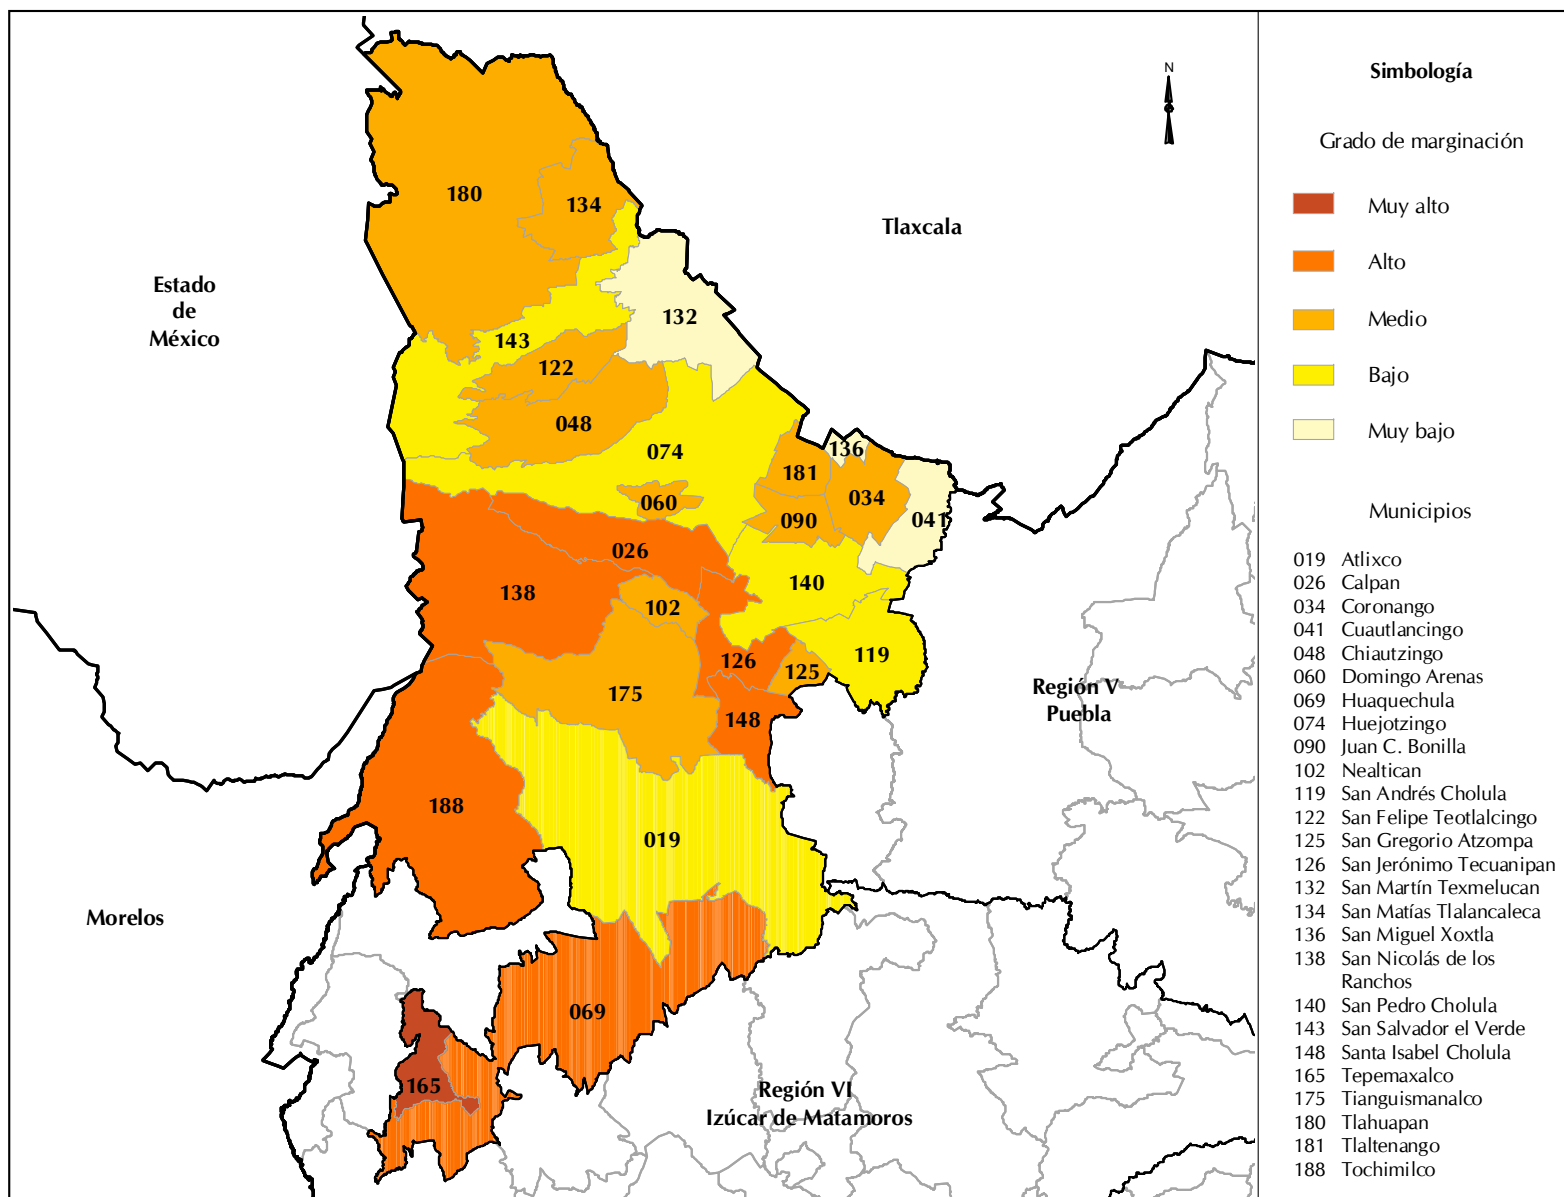 N
180
134
Tlaxcala
Estado
de
México
132
143
122
048
074
136
181
034
060
090
041
026
138
140
102
126
125
119
175
148
Región V
Puebla
188
019
Morelos
069
165
Región VI
Izúcar de Matamoros
Simbología
Grado de marginación
Muy alto
Alto
Medio
Bajo
Muy bajo
Municipios
019 Atlixco
026 Calpan
034 Coronango
041 Cuautlancingo
048 Chiautzingo
060 Domingo Arenas
069 Huaquechula
074 Huejotzingo
090 Juan C. Bonilla
102 Nealtican
119 San Andrés Cholula
122 San Felipe Teotlalcingo
125 San Gregorio Atzompa
126 San Jerónimo Tecuanipan
132 San Martín Texmelucan
134 San Matías Tlalancaleca
136 San Miguel Xoxtla
138 San Nicolás de los
Ranchos
140 San Pedro Cholula
143 San Salvador el Verde
148 Santa Isabel Cholula
165 Tepemaxalco
175 Tianguismanalco
180 Tlahuapan
181 Tlaltenango
188 Tochimilco